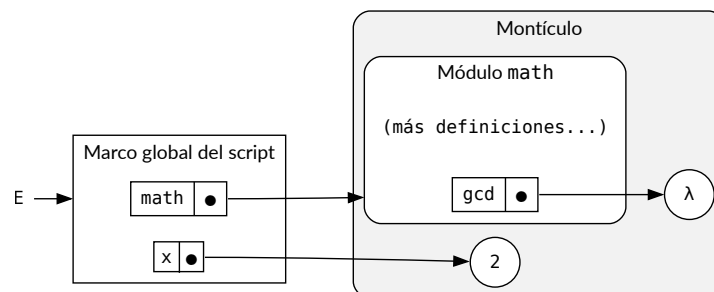 Montículo
Módulo math
(más definiciones...)
Marco global del script
E
math
gcd
λ
x
2